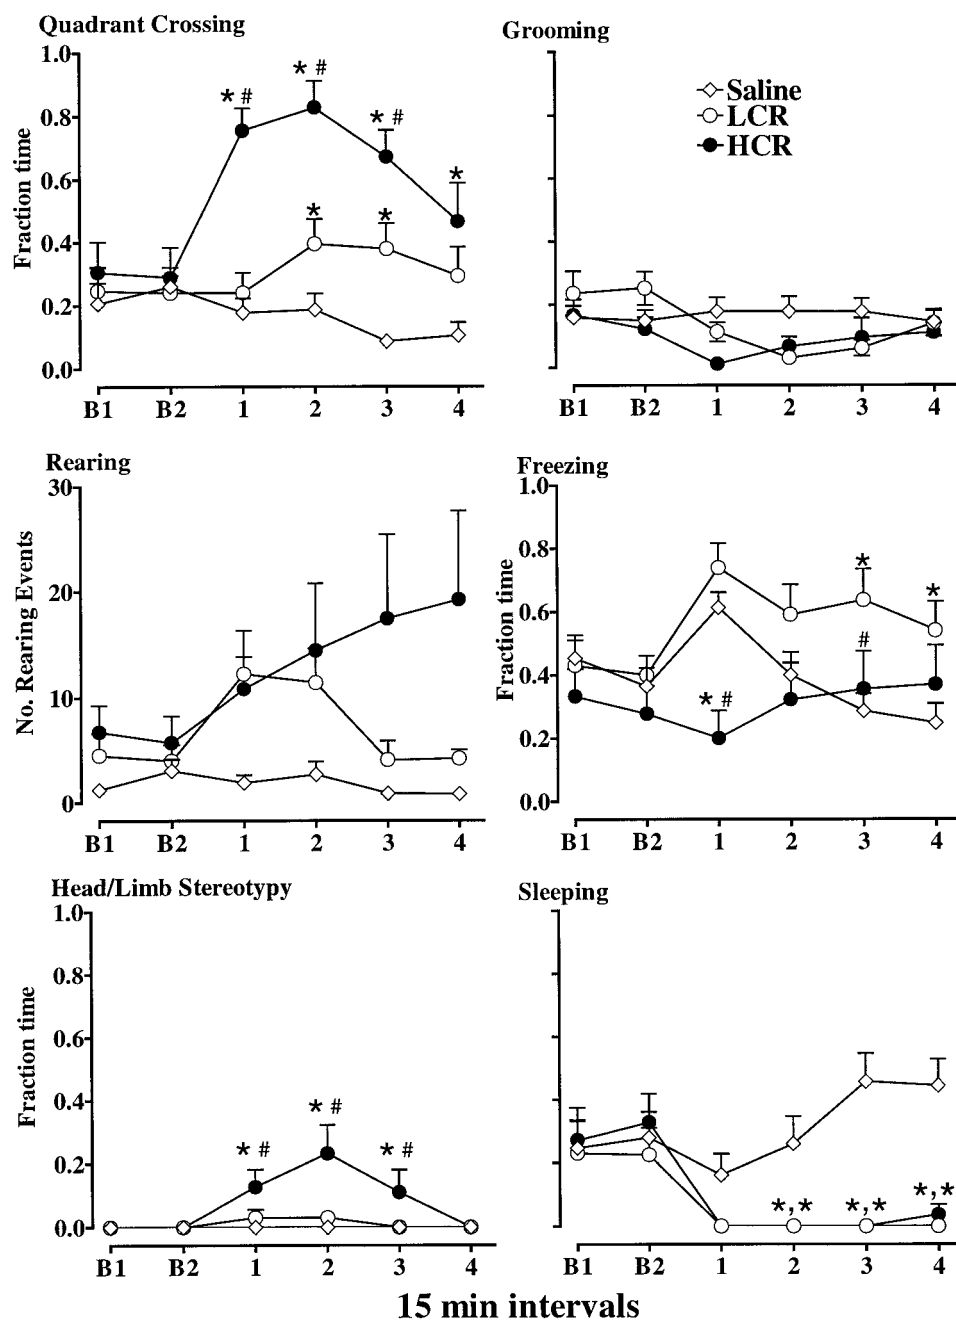 Quadrant Crossing
1.0
0.8
0.6
0.4
0.2
0.0
Fraction time
* #
* #
* #
*
*
*
B1 B2 1 2 3 4
Grooming
Saline
LCR
HCR
B1 B2 1 2 3 4
Rearing
30
20
10
0
No. Rearing Events
B1 B2 1 2 3 4
Freezing
1.0
0.8
0.6
0.4
0.2
0.0
Fraction time
* #
*
#
*
B1 B2 1 2 3 4
Head/Limb Stereotypy
1.0
0.8
0.6
0.4
0.2
0.0
Fraction time
* #
* #
* #
B1 B2 1 2 3 4
Sleeping
*,* *,* *,*
B1 B2 1 2 3 4
15 min intervals